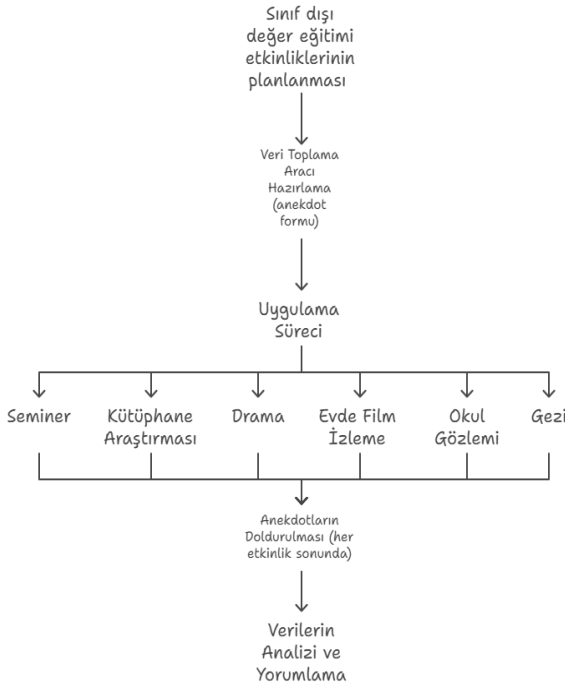 Sınıf dışı
değer eğitimi
etkinliklerinin
planlanması
Veri Toplama
Aracı
Hazırlama
(anekdot
formu)
Uygulama
Süreci
Seminer
Kütüphane
Araştırması
Drama
Evde Film
İzleme
Okul
Gözlemi
Gezi
Anekdotların
Doldurulması (her
etkinlik sonunda)
Verilerin
Analizi ve
Yorumlama